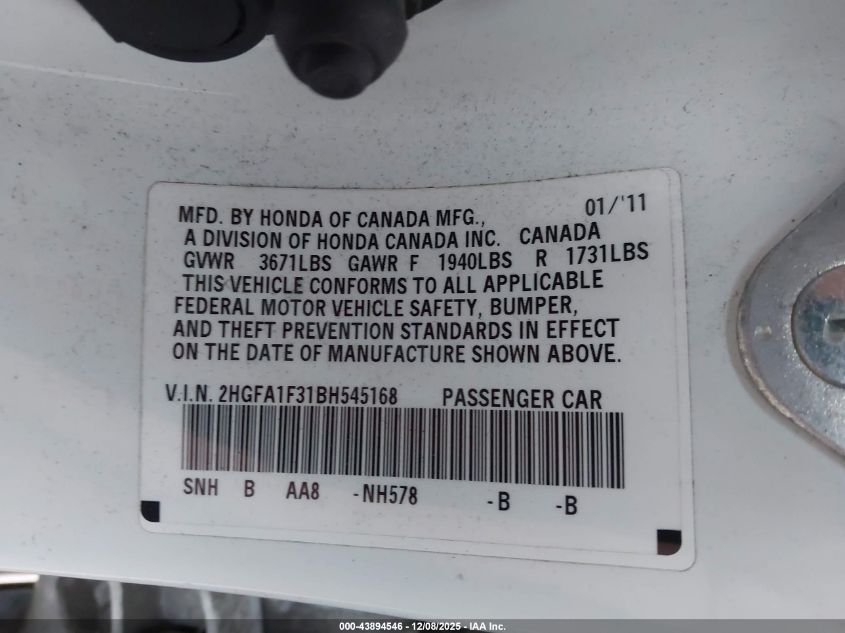 01/'11
MFD. BY HONDA OF CANADA MFG.,
A DIVISION OF HONDA CANADA INC. CANADA
GVWR 3671LBS GAWR F 1940LBS R 1731LBS
THIS VEHICLE CONFORMS TO ALL APPLICABLE
FEDERAL MOTOR VEHICLE SAFETY, BUMPER,
AND THEFT PREVENTION STANDARDS IN EFFECT
ON THE DATE OF MANUFACTURE SHOWN ABOVE.
V.I.N. 2HGFA1F31BH545168 PASSENGER CAR
SNH B AA8 -NH578 -B -B
000-43894546 - 12/08/2025 - IAA Inc.